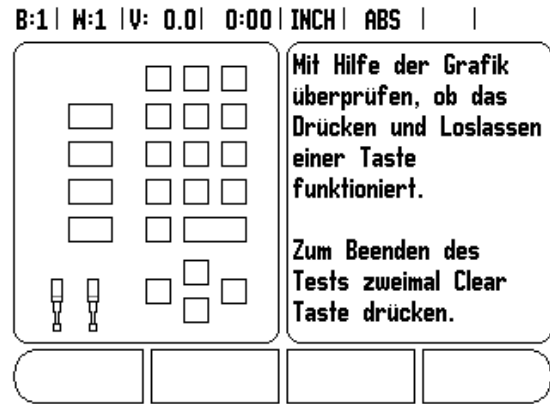 B:1| W:1 |V: 0.0| 0:00| INCH| ABS | |
Mit Hilfe der Grafik
überprüfen, ob das
Drücken und Loslassen
einer Taste
funktioniert.
Zum Beenden des
Tests zweimal Clear
Taste drücken.